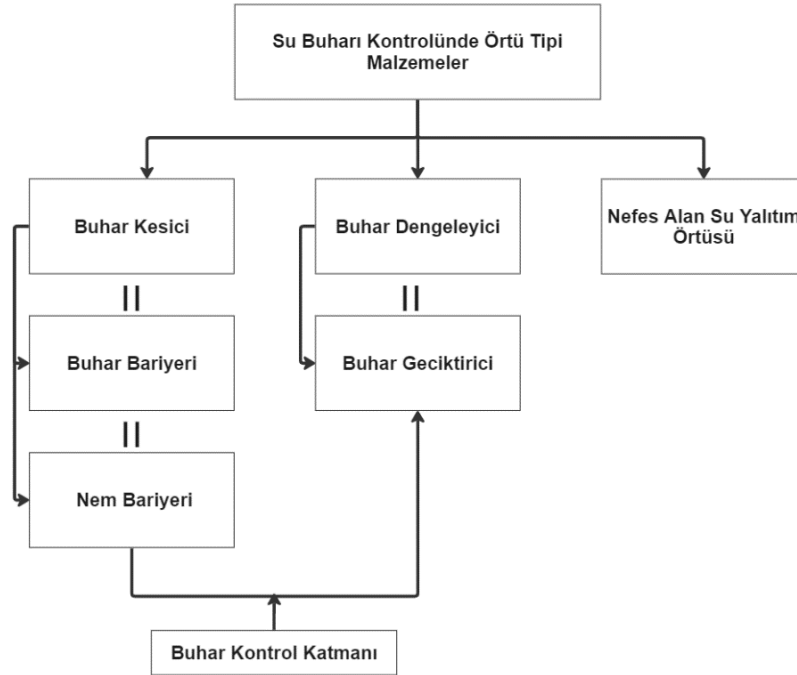 Su Buharı Kontrolünde Örtü Tipi
Malzemeler
Buhar Kesici
Buhar Dengeleyici
Nefes Alan Su Yalıtım
Örtüsü
Buhar Bariyeri
Buhar Geciktirici
Nem Bariyeri
Buhar Kontrol Katmanı